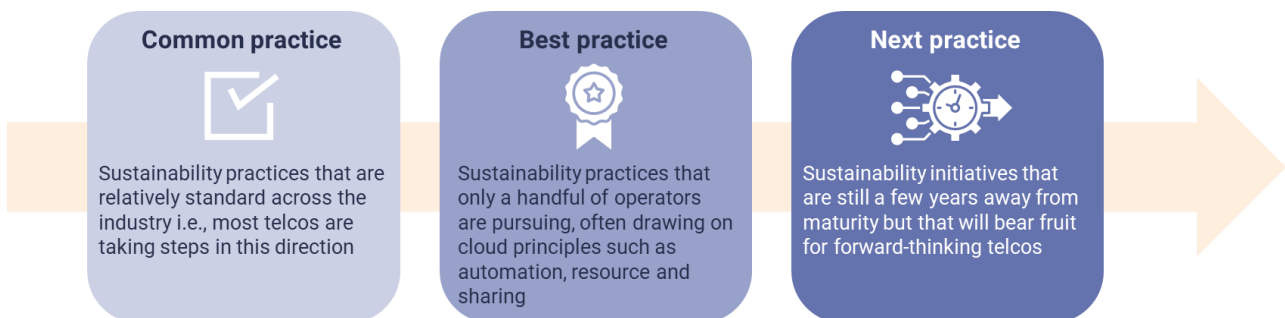 Common practice
Sustainability practices that are
relatively standard across the
industry i.e., most telcos are
taking steps in this direction
Best practice
Sustainability practices that
only a handful of operators
are pursuing, often drawing on
cloud principles such as
automation, resource and
sharing
Next practice
Sustainability initiatives that
are still a few years away from
maturity but that will bear fruit
for forward-thinking telcos